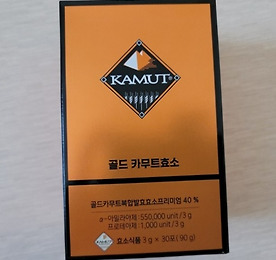 KAMUT®
골드 카무트효소
골드카무트복합발효효소프리미엄 40 %
α-아밀라아제: 550,000 unit / 3 g
프로테아제: 1,000 unit / 3 g
KAMUT
효소식품 3 g × 30포( 90 g)